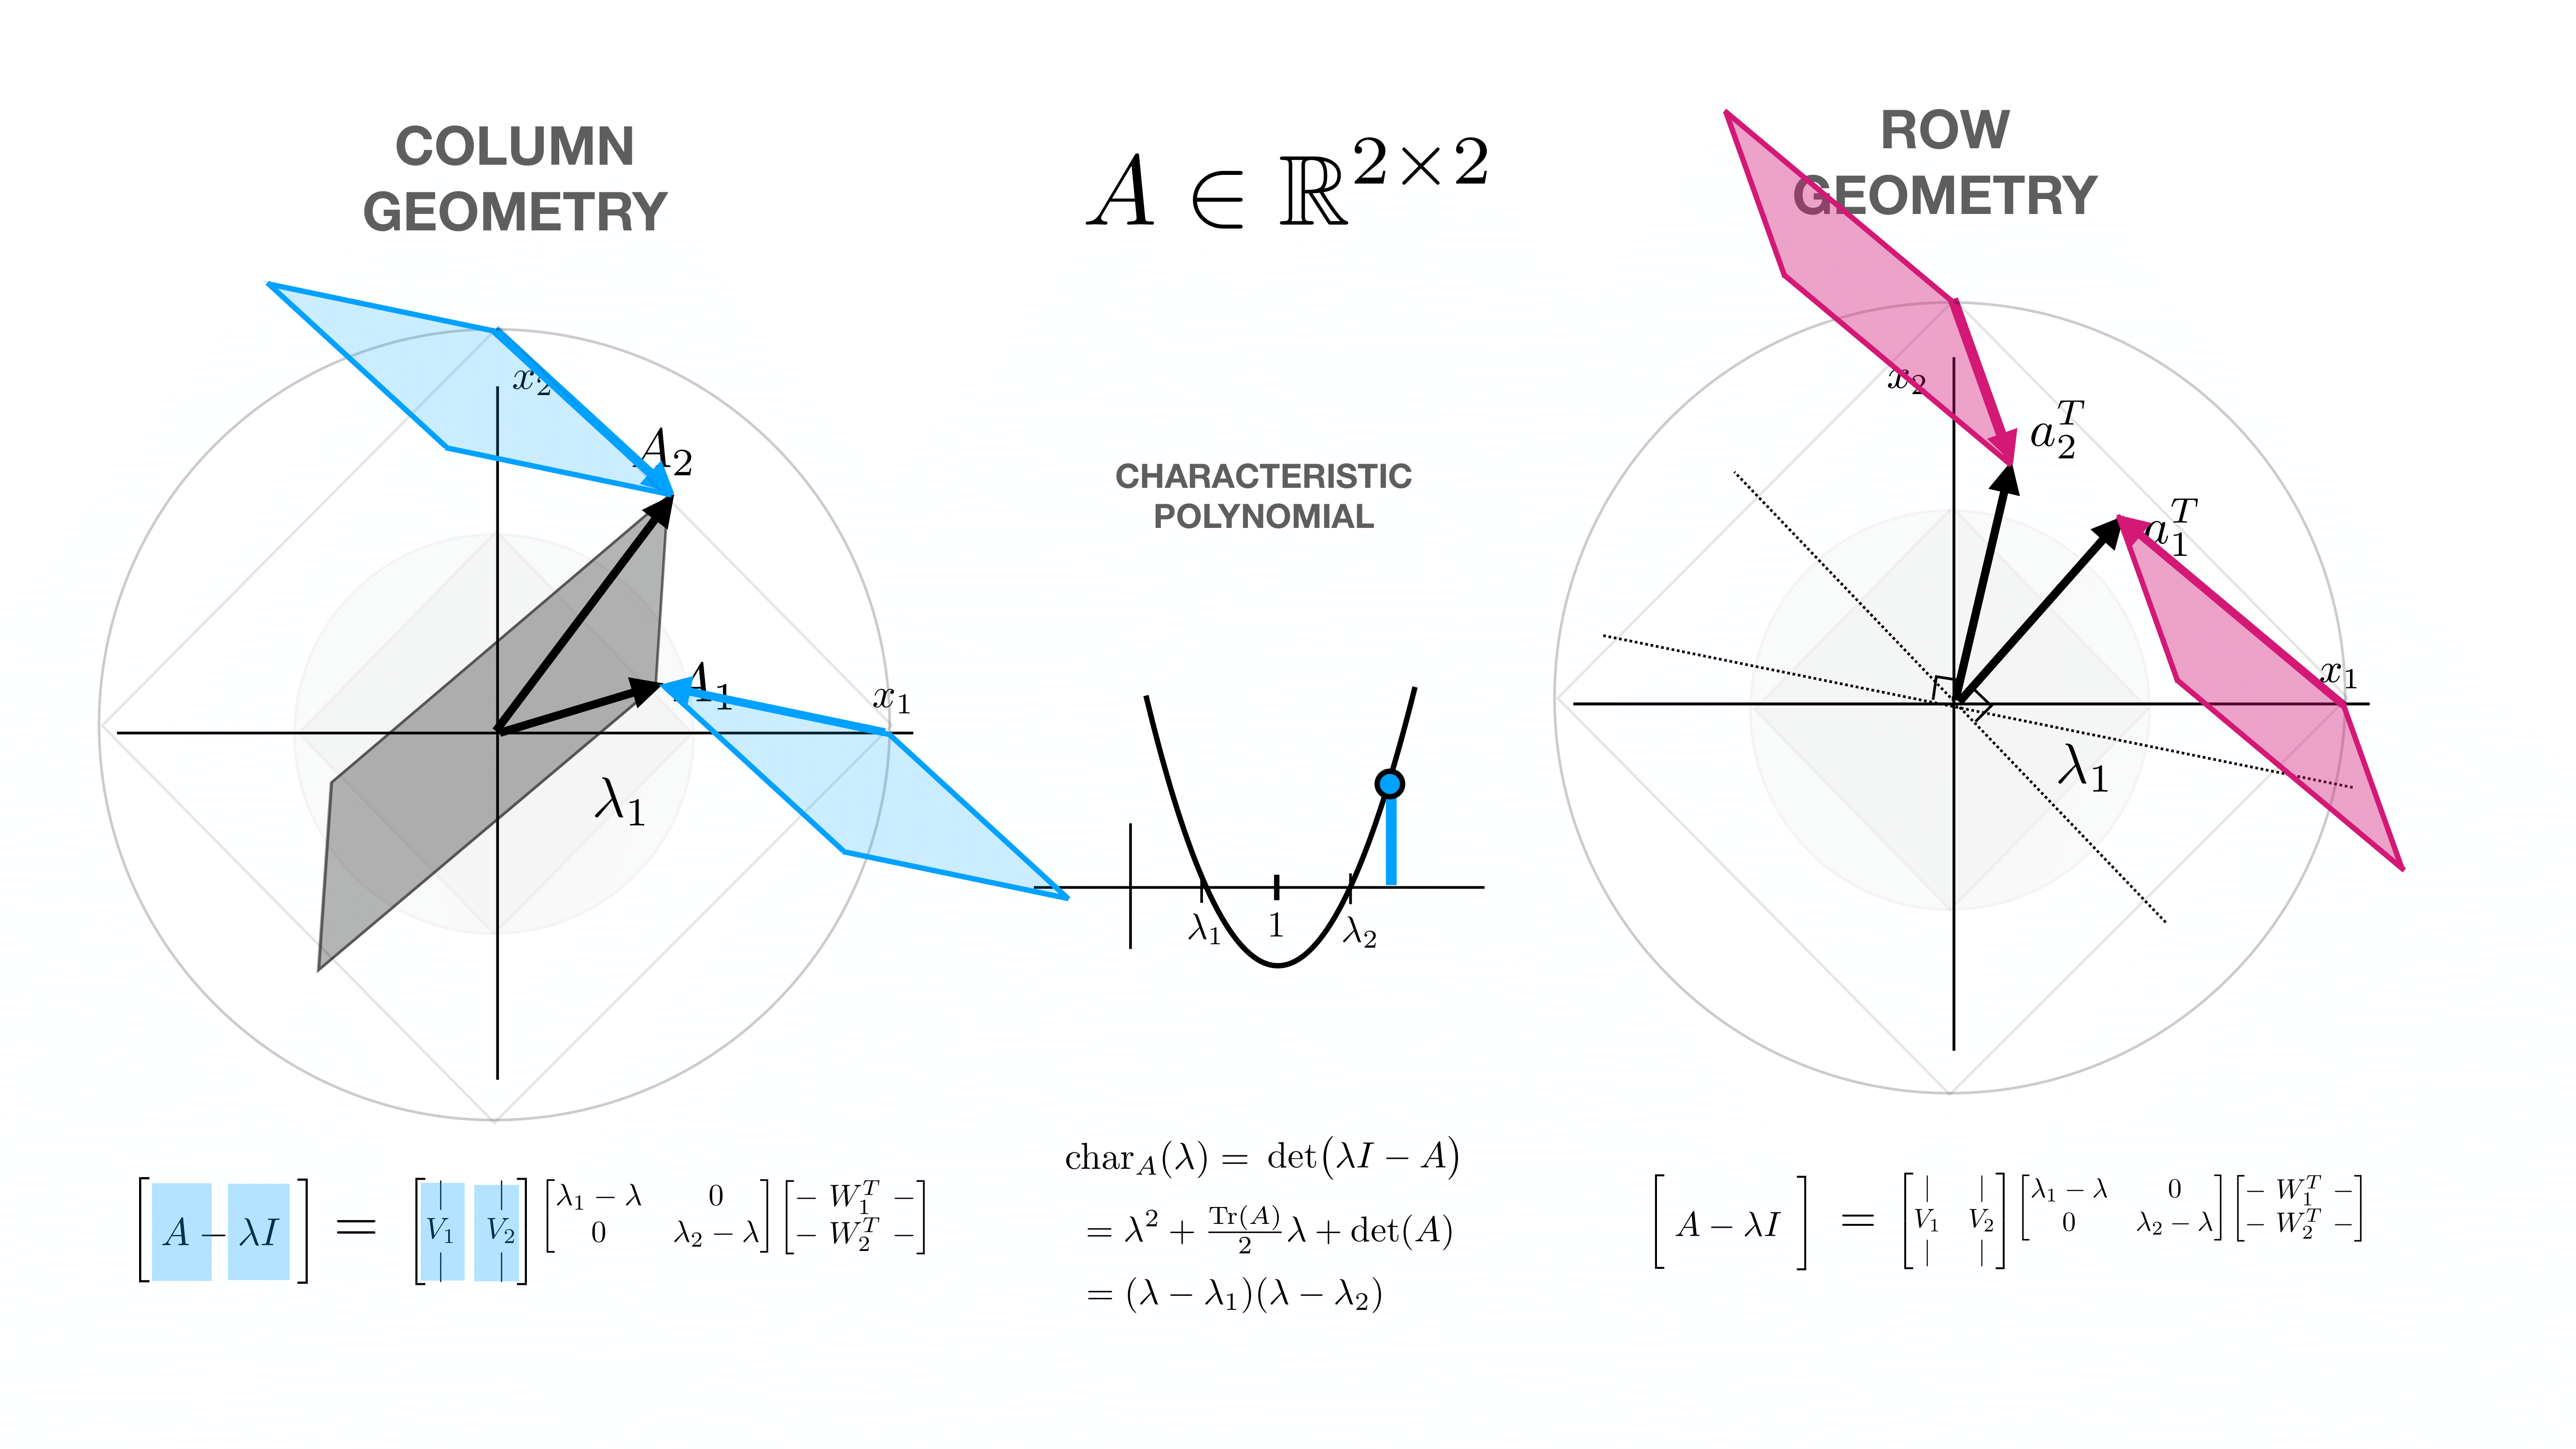 COLUMN
GEOMETRY
A ∈ ℝ^{2×2}
ROW
GEOMETRY
x_2
A_2
A_1
x_1
λ_1
CHARACTERISTIC
POLYNOMIAL
λ_1 1 λ_2
x_2
a_2^T
a_1^T
x_1
λ_1
[A − λI] = [| | ; V_1 V_2 ; | |] [λ_1 − λ 0 ; 0 λ_2 − λ] [− W_1^T − ; − W_2^T −]
char_A(λ) = det(λI − A)
= λ^2 + \frac{Tr(A)}{2} λ + det(A)
= (λ − λ_1)(λ − λ_2)
[A − λI] = [| | ; V_1 V_2 ; | |] [λ_1 − λ 0 ; 0 λ_2 − λ] [− W_1^T − ; − W_2^T −]